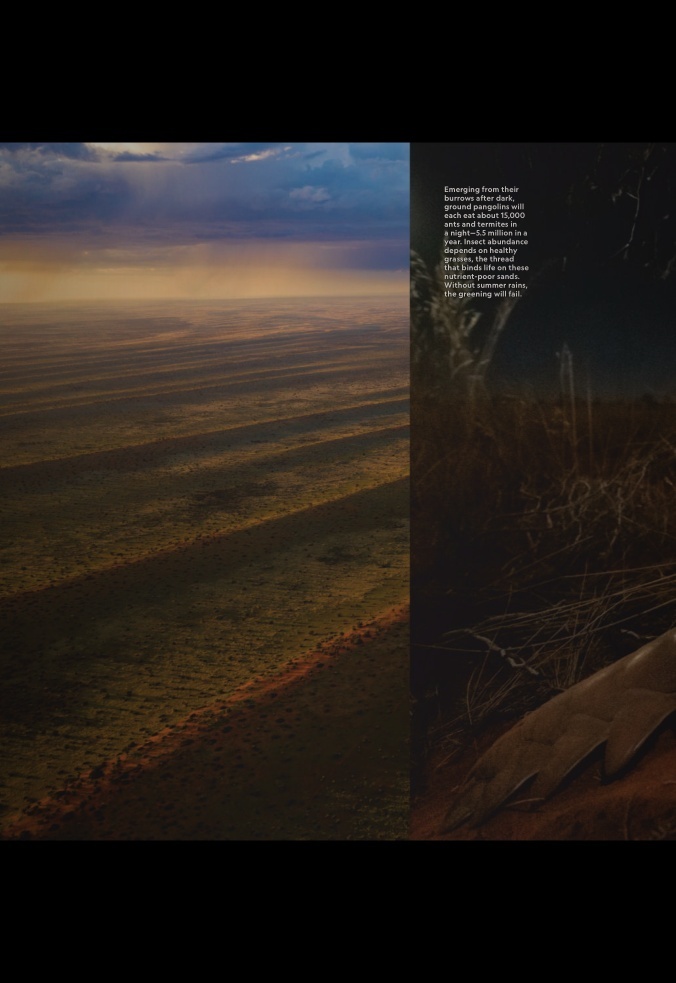 Emerging from their
burrows after dark,
ground pangolins will
each eat about 15,000
ants and termites in
a night—5.5 million in a
year. Insect abundance
depends on healthy
grasses, the thread
that binds life on these
nutrient-poor sands.
Without summer rains,
the greening will fail.